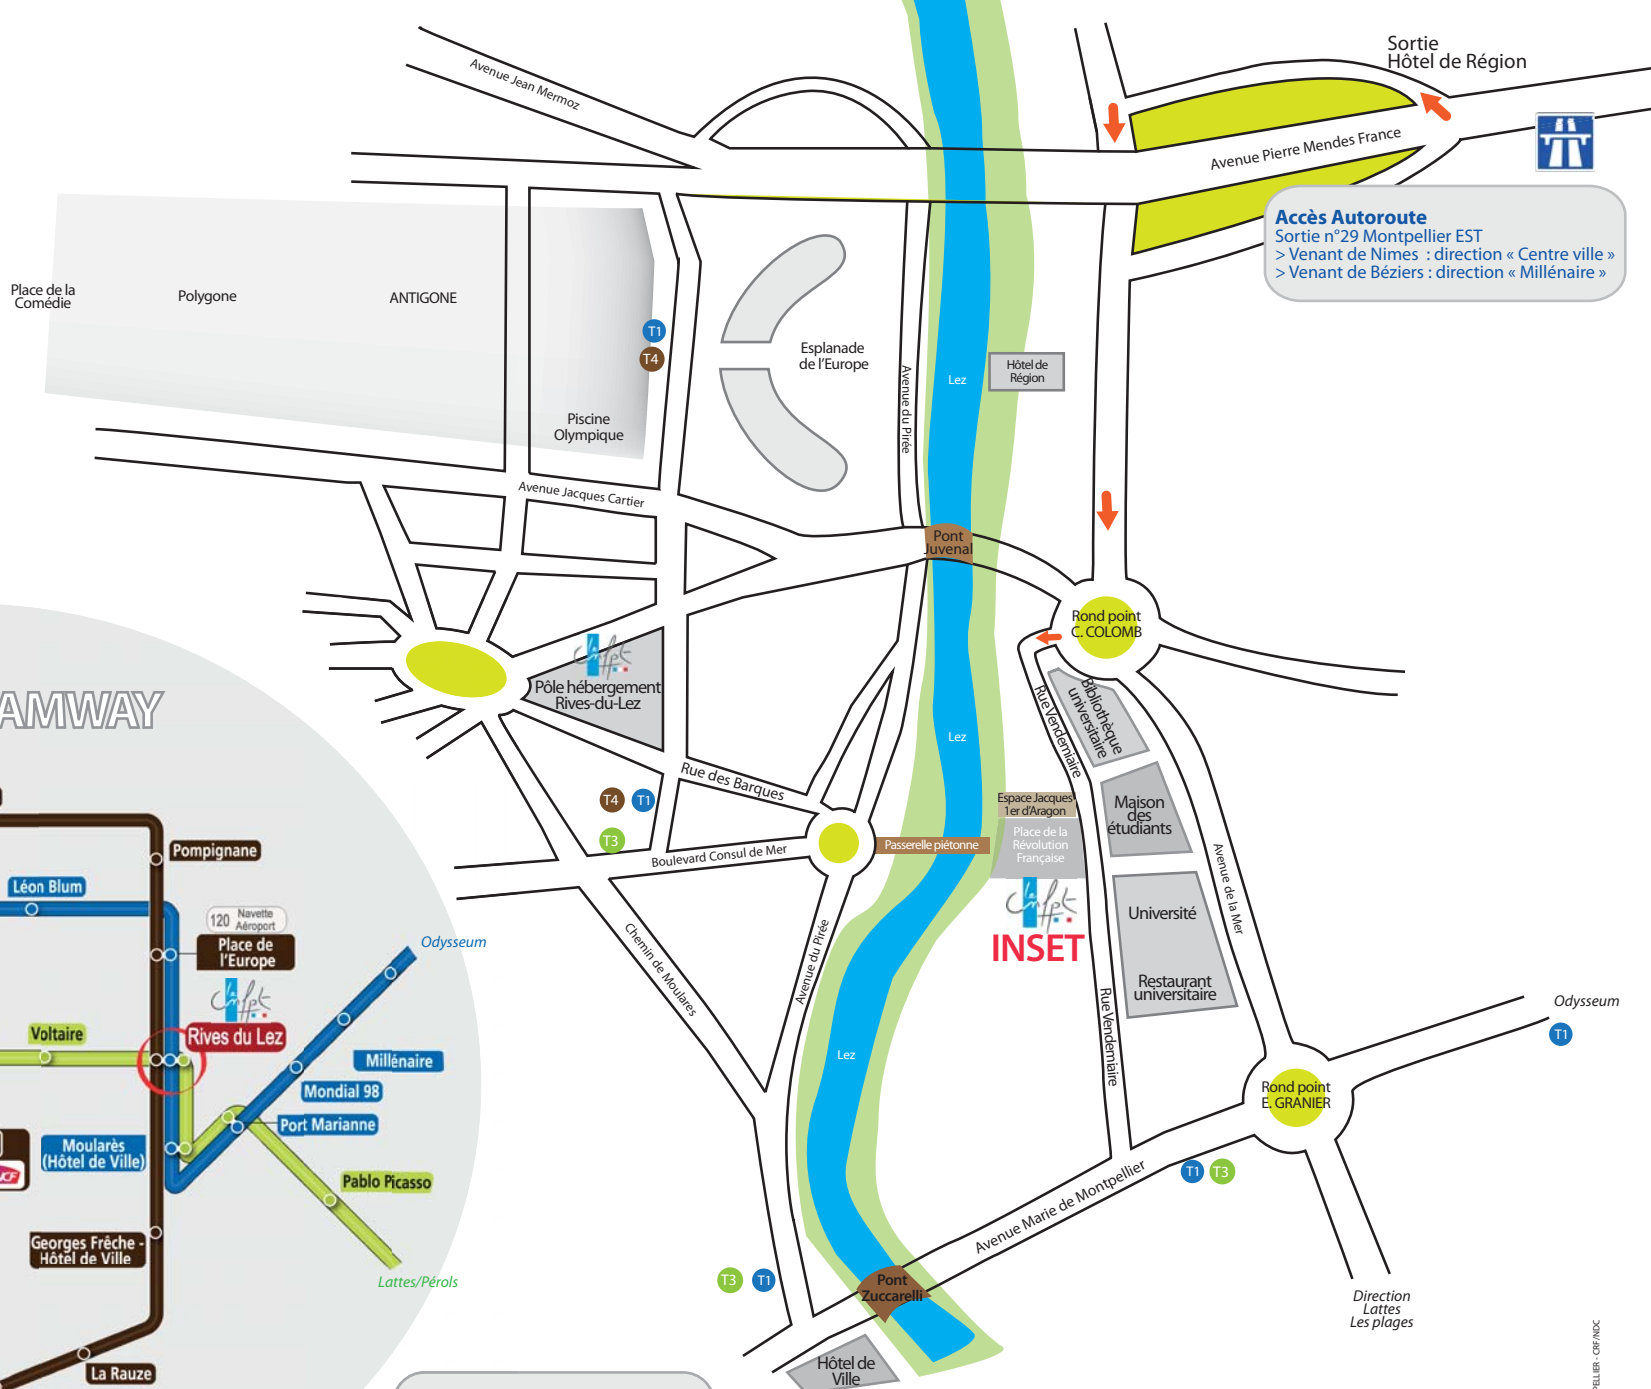 Sortie
Hôtel de Région
Avenue Jean Mermoz
Avenue Pierre Mendes France
Accès Autoroute
Sortie n°29 Montpellier EST
> Venant de Nimes : direction « Centre ville »
> Venant de Béziers : direction « Millénaire »
Place de la
Comédie
Polygone
ANTIGONE
T1
T4
Esplanade
de l'Europe
Avenue du Pirée
Lez
Hôtel de
Région
Piscine
Olympique
Avenue Jacques Cartier
Pont
Juvenal
Rond point
C. COLOMB
cnfpt
Pôle hébergement
Rives-du-Lez
Rue Vendemiaire
Bibliothèque
universitaire
Lez
Rue des Barques
T4
T1
T3
Boulevard Consul de Mer
Passerelle piétonne
Espace Jacques
1er d'Aragon
Place de la
Révolution
Française
cnfpt
INSET
Maison
des
étudiants
Avenue de la Mer
Université
Restaurant
universitaire
Chemin de Moulares
Avenue du Pirée
Lez
Rue Vendemiaire
Odysseum
T1
Rond point
E. GRANIER
T1
T3
Avenue Marie de Montpellier
T3
T1
Pont
Zuccarelli
Hôtel de
Ville
Direction
Lattes
Les plages
PELLIER - CRF/NDC
AMWAY
Pompignane
Léon Blum
120 Navette
Aéroport
Place de
l'Europe
Odysseum
cnfpt
Voltaire
Rives du Lez
Millénaire
Mondial 98
Port Marianne
Moularès
(Hôtel de Ville)
NCF
Pablo Picasso
Georges Frêche -
Hôtel de Ville
Lattes/Pérols
La Rauze